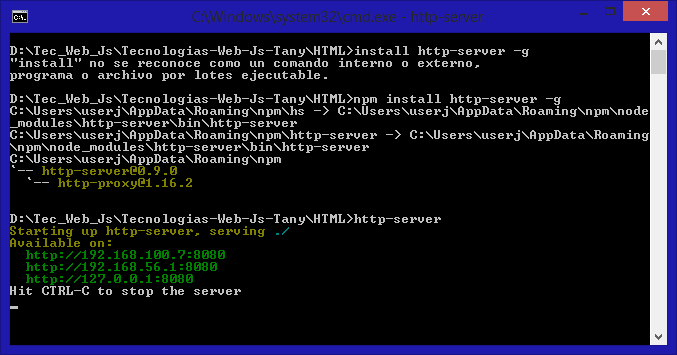 C:\Windows\system32\cmd.exe - http-server
D:\Tec_Web_Js\Tecnologias-Web-Js-Tany\HTML>install http-server -g
"install" no se reconoce como un comando interno o externo,
programa o archivo por lotes ejecutable.
D:\Tec_Web_Js\Tecnologias-Web-Js-Tany\HTML>npm install http-server -g
C:\Users\userj\AppData\Roaming\npm\hs -> C:\Users\userj\AppData\Roaming\npm\node
_modules\http-server\bin\http-server
C:\Users\userj\AppData\Roaming\npm\http-server -> C:\Users\userj\AppData\Roaming
\npm\node_modules\http-server\bin\http-server
C:\Users\userj\AppData\Roaming\npm
`-- http-server@0.9.0
  `-- http-proxy@1.16.2
D:\Tec_Web_Js\Tecnologias-Web-Js-Tany\HTML>http-server
Starting up http-server, serving ./
Available on:
  http://192.168.100.7:8080
  http://192.168.56.1:8080
  http://127.0.0.1:8080
Hit CTRL-C to stop the server